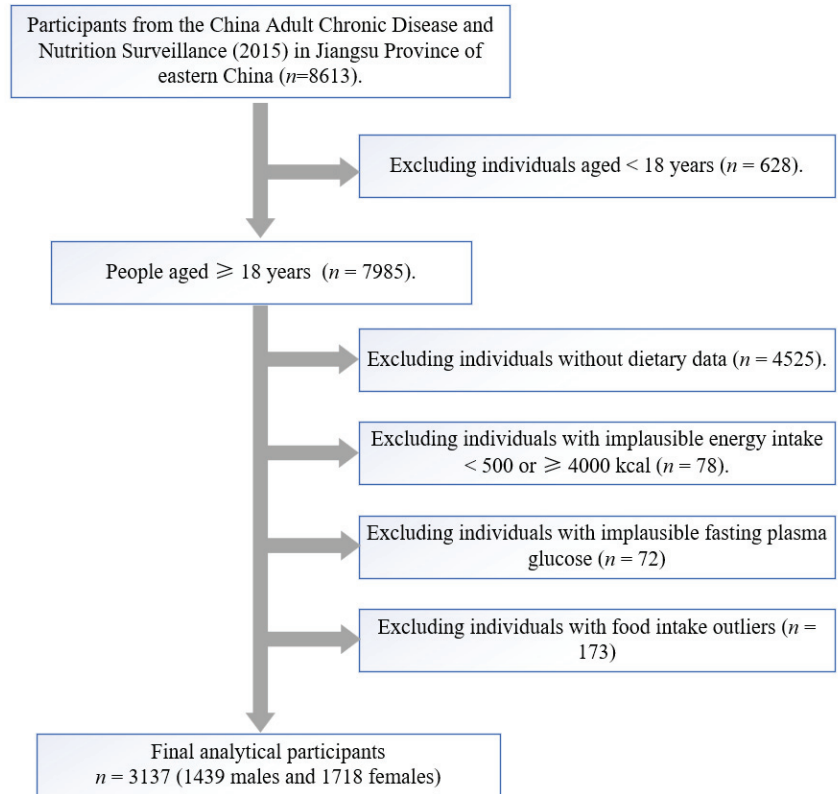 Participants from the China Adult Chronic Disease and
Nutrition Surveillance (2015) in Jiangsu Province of
eastern China (n=8613).
Excluding individuals aged < 18 years (n = 628).
People aged ⩾ 18 years (n = 7985).
Excluding individuals without dietary data (n = 4525).
Excluding individuals with implausible energy intake
< 500 or ⩾ 4000 kcal (n = 78).
Excluding individuals with implausible fasting plasma
glucose (n = 72)
Excluding individuals with food intake outliers (n =
173)
Final analytical participants
n = 3137 (1439 males and 1718 females)